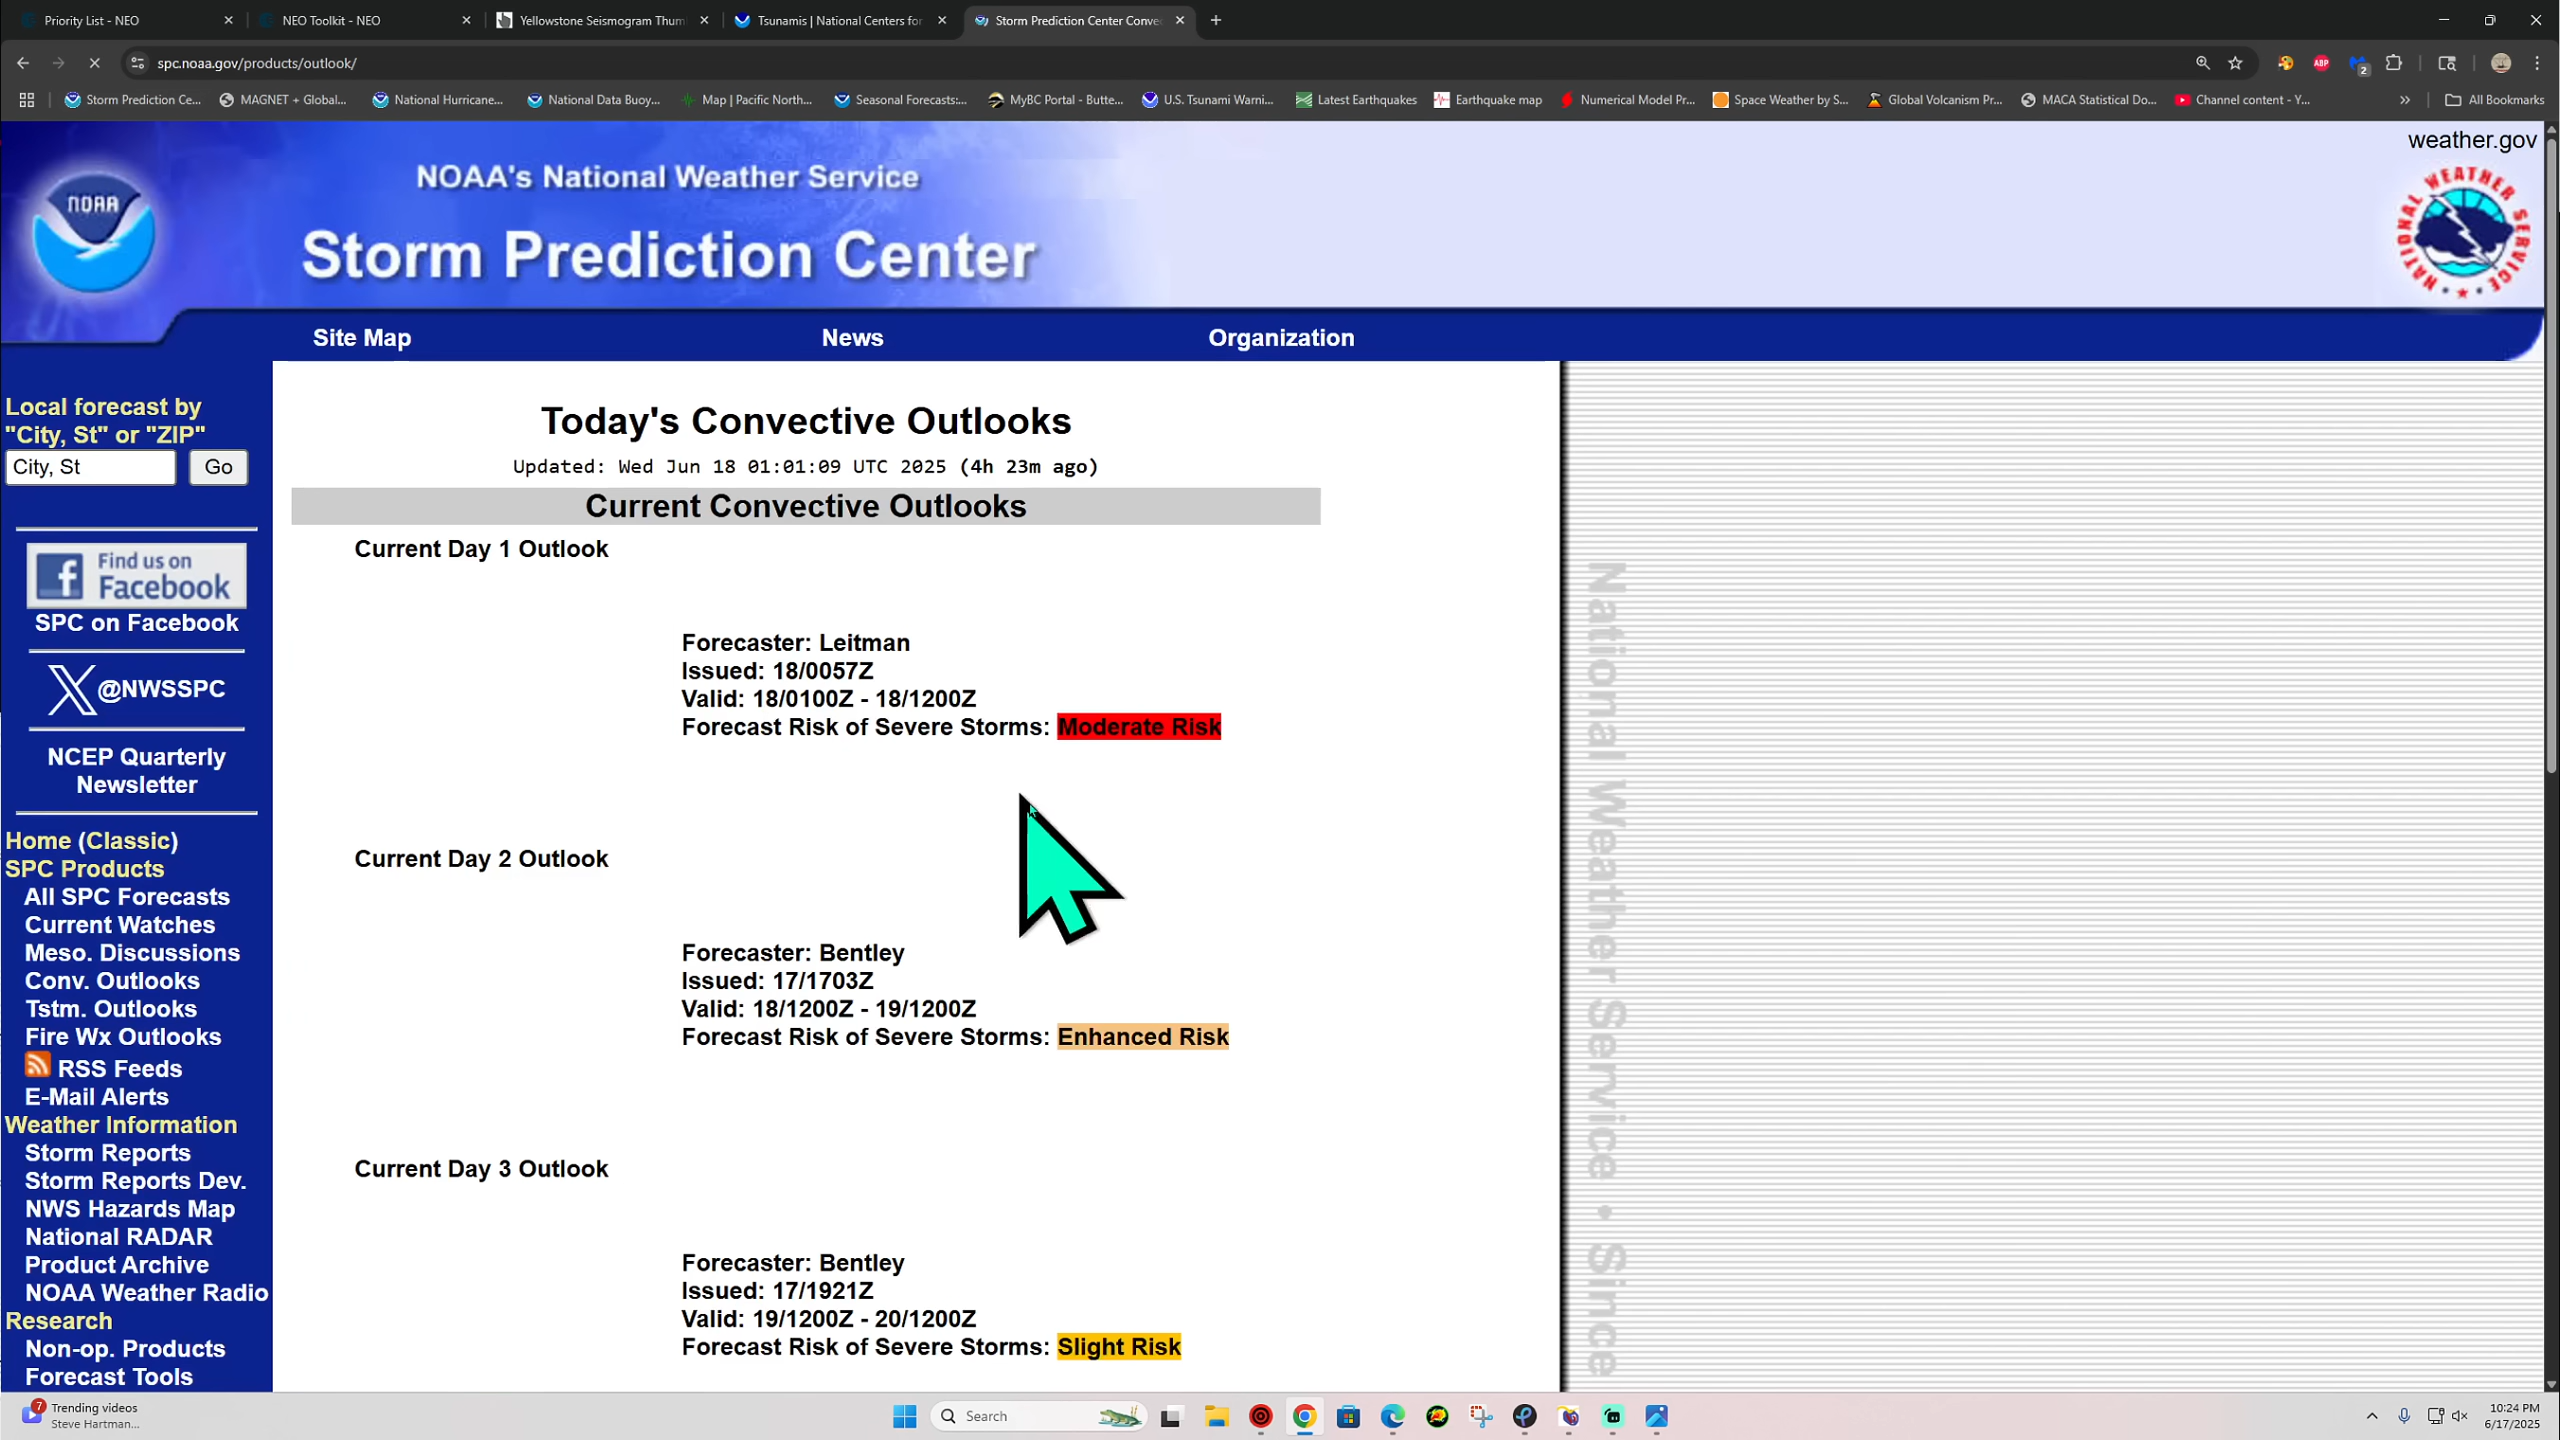 Priority List - NEO
NEO Toolkit - NEO
Yellowstone Seismogram Thum
Tsunamis | National Centers for
Storm Prediction Center Conve
spc.noaa.gov/products/outlook/
ABP
2
Storm Prediction Ce...
MAGNET + Global...
National Hurricane...
National Data Buoy...
Map | Pacific North...
Seasonal Forecasts:...
MyBC Portal - Butte...
U.S. Tsunami Warni...
Latest Earthquakes
Earthquake map
Numerical Model Pr...
Space Weather by S...
Global Volcanism Pr...
MACA Statistical Do...
Channel content - Y...
All Bookmarks
weather.gov
NOAA
NOAA's National Weather Service
Storm Prediction Center
NATIONAL WEATHER SERVICE
Site Map
News
Organization
Local forecast by
"City, St" or "ZIP"
City, St
Go
Find us on
Facebook
SPC on Facebook
@NWSSPC
NCEP Quarterly
Newsletter
Home (Classic)
SPC Products
All SPC Forecasts
Current Watches
Meso. Discussions
Conv. Outlooks
Tstm. Outlooks
Fire Wx Outlooks
RSS Feeds
E-Mail Alerts
Weather Information
Storm Reports
Storm Reports Dev.
NWS Hazards Map
National RADAR
Product Archive
NOAA Weather Radio
Research
Non-op. Products
Forecast Tools
Today's Convective Outlooks
Updated: Wed Jun 18 01:01:09 UTC 2025 (4h 23m ago)
Current Convective Outlooks
Current Day 1 Outlook
Forecaster: Leitman
Issued: 18/0057Z
Valid: 18/0100Z - 18/1200Z
Forecast Risk of Severe Storms: Moderate Risk
Current Day 2 Outlook
Forecaster: Bentley
Issued: 17/1703Z
Valid: 18/1200Z - 19/1200Z
Forecast Risk of Severe Storms: Enhanced Risk
Current Day 3 Outlook
Forecaster: Bentley
Issued: 17/1921Z
Valid: 19/1200Z - 20/1200Z
Forecast Risk of Severe Storms: Slight Risk
National Weather Service • Since
7
Trending videos
Steve Hartman...
Search
10:24 PM
6/17/2025